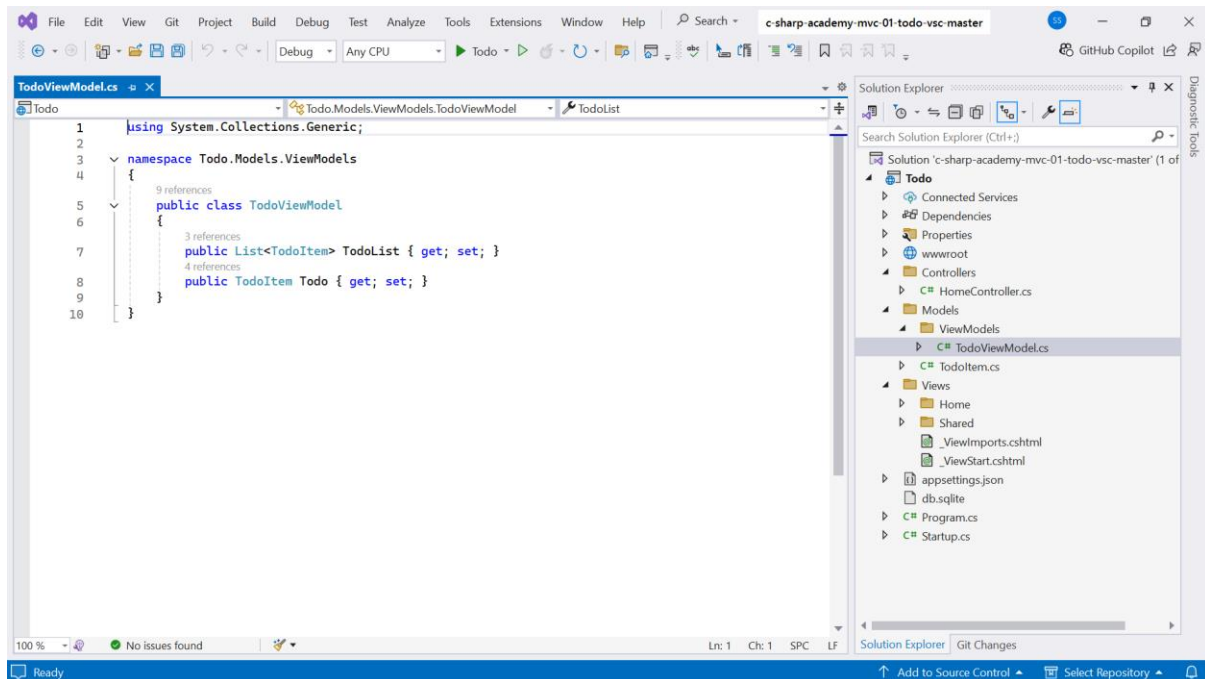 File Edit View Git Project Build Debug Test Analyze Tools Extensions Window Help Search c-sharp-academy-mvc-01-todo-vsc-master SS
Debug Any CPU Todo abc GitHub Copilot
TodoViewModel.cs
Todo Todo.Models.ViewModels.TodoViewModel TodoList
1 using System.Collections.Generic;
2
3 namespace Todo.Models.ViewModels
4 {
9 references
5 public class TodoViewModel
6 {
3 references
7 public List<TodoItem> TodoList { get; set; }
4 references
8 public TodoItem Todo { get; set; }
9 }
10 }
100 % No issues found Ln: 1 Ch: 1 SPC LF
Solution Explorer
Search Solution Explorer (Ctrl+;)
Solution 'c-sharp-academy-mvc-01-todo-vsc-master' (1 of
Todo
Connected Services
Dependencies
Properties
wwwroot
Controllers
C# HomeController.cs
Models
ViewModels
C# TodoViewModel.cs
C# TodoItem.cs
Views
Home
Shared
_ViewImports.cshtml
_ViewStart.cshtml
appsettings.json
db.sqlite
C# Program.cs
C# Startup.cs
Solution Explorer Git Changes
Diagnostic Tools
Ready Add to Source Control Select Repository